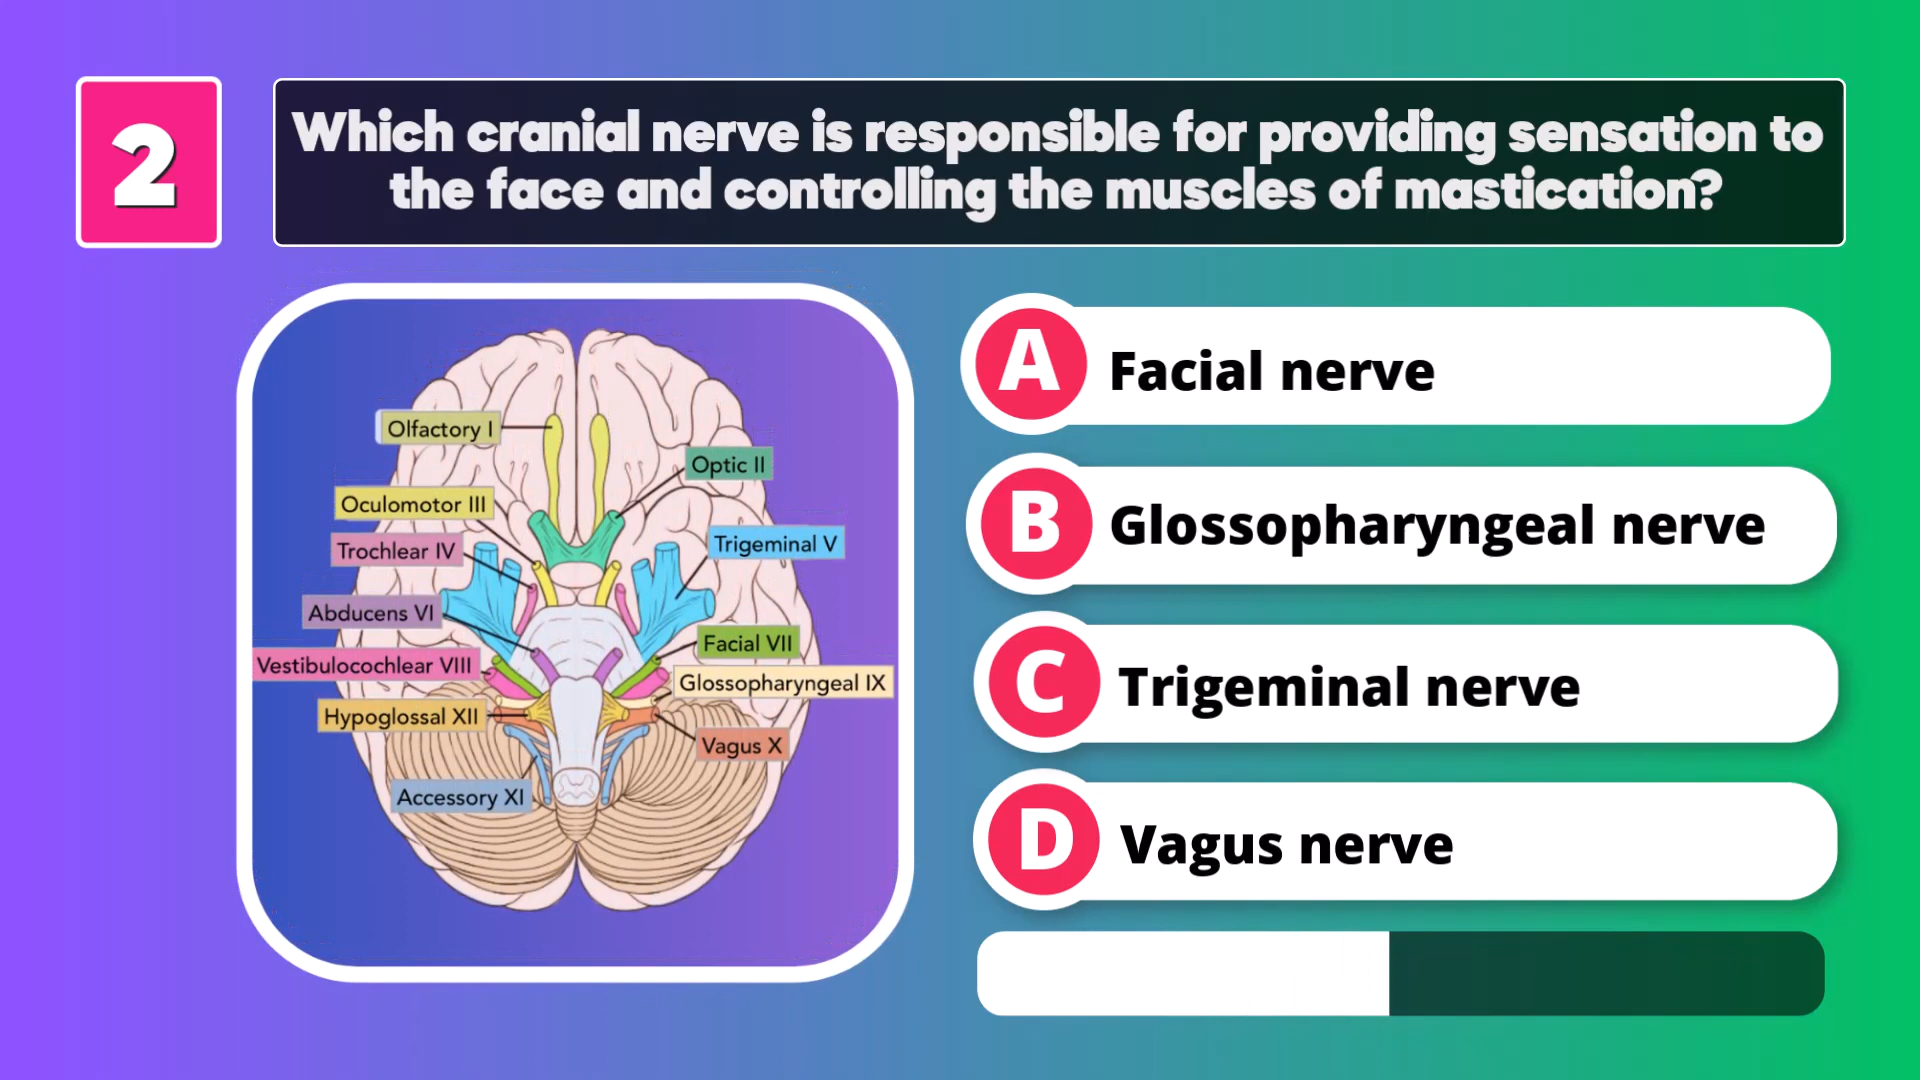 2
Which cranial nerve is responsible for providing sensation to
the face and controlling the muscles of mastication?
Olfactory I
Optic II
Oculomotor III
Trochlear IV
Trigeminal V
Abducens VI
Facial VII
Vestibulocochlear VIII
Glossopharyngeal IX
Hypoglossal XII
Vagus X
Accessory XI
A Facial nerve
B Glossopharyngeal nerve
C Trigeminal nerve
D Vagus nerve